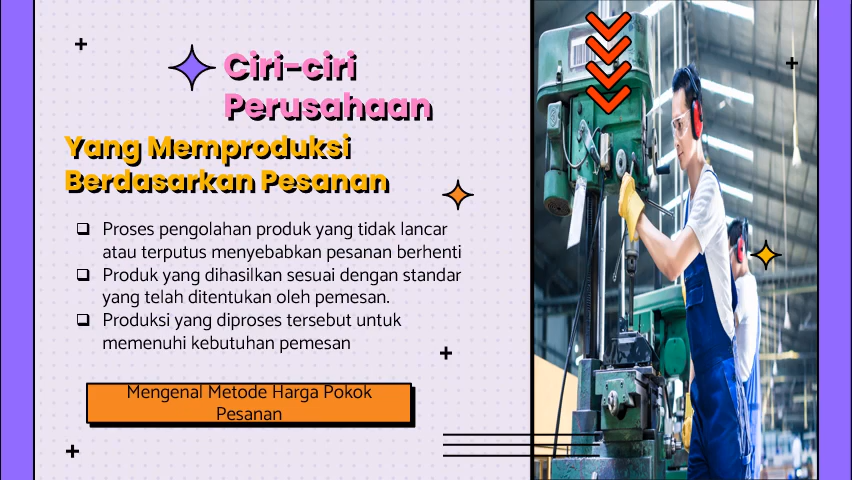 Ciri-ciri
Perusahaan
Yang Memproduksi
Berdasarkan Pesanan
Proses pengolahan produk yang tidak lancar
atau terputus menyebabkan pesanan berhenti
Produk yang dihasilkan sesuai dengan standar
yang telah ditentukan oleh pemesan.
Produksi yang diproses tersebut untuk
memenuhi kebutuhan pemesan
Mengenal Metode Harga Pokok
Pesanan